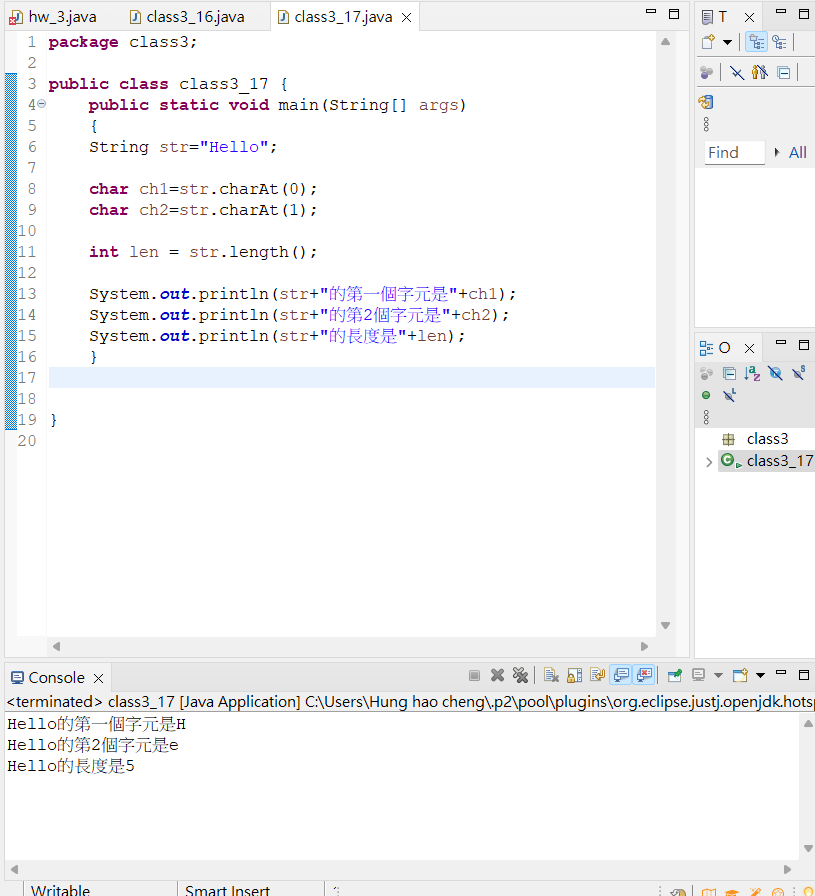 hw_3.java class3_16.java class3_17.java
1 package class3;
2
3 public class class3_17 {
4 public static void main(String[] args)
5 {
6 String str="Hello";
7
8 char ch1=str.charAt(0);
9 char ch2=str.charAt(1);
10
11 int len = str.length();
12
13 System.out.println(str+"的第一個字元是"+ch1);
14 System.out.println(str+"的第2個字元是"+ch2);
15 System.out.println(str+"的長度是"+len);
16 }
17
18
19 }
20
T
Find All
O
class3
class3_17
Console
<terminated> class3_17 [Java Application] C:\Users\Hung hao cheng\.p2\pool\plugins\org.eclipse.justj.openjdk.hotsp
Hello的第一個字元是H
Hello的第2個字元是e
Hello的長度是5
Writable Smart Insert